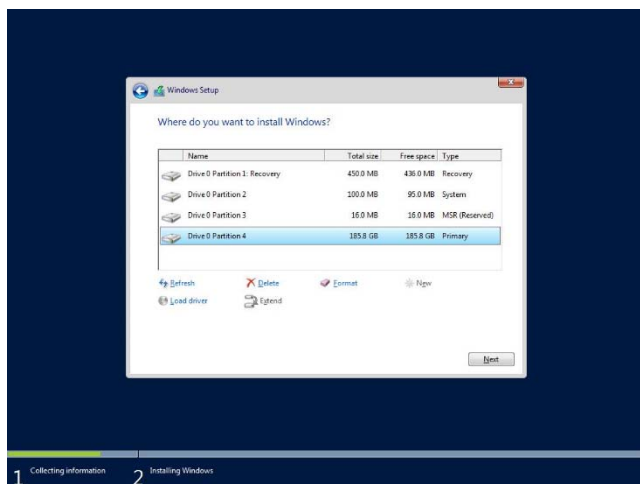 Windows Setup
Where do you want to install Windows?
Name Total size Free space Type
Drive 0 Partition 1: Recovery 450.0 MB 436.0 MB Recovery
Drive 0 Partition 2 100.0 MB 95.0 MB System
Drive 0 Partition 3 16.0 MB 16.0 MB MSR (Reserved)
Drive 0 Partition 4 185.8 GB 185.8 GB Primary
Refresh Delete Format New
Load driver Extend
Next
1 Collecting information 2 Installing Windows